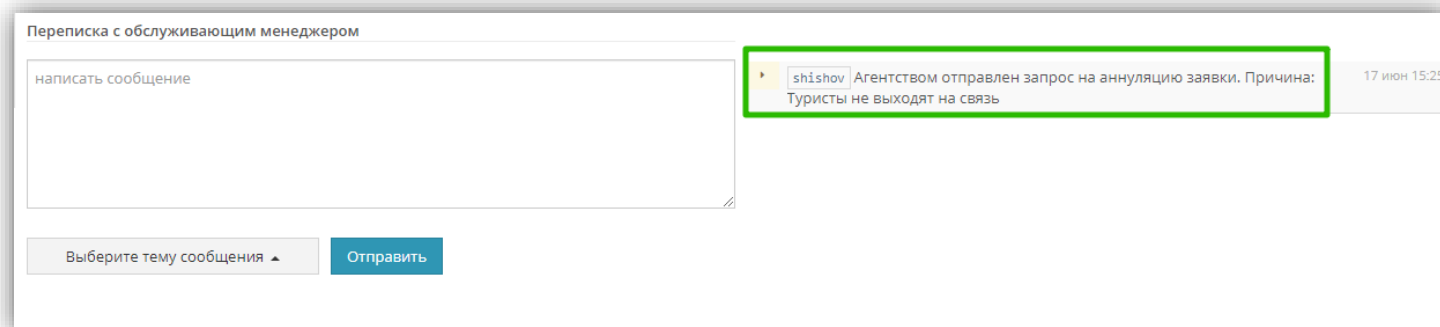 Переписка с обслуживающим менеджером
написать сообщение
shishov Агентством отправлен запрос на аннуляцию заявки. Причина:
Туристы не выходят на связь
17 июн 15:25
Выберите тему сообщения
Отправить